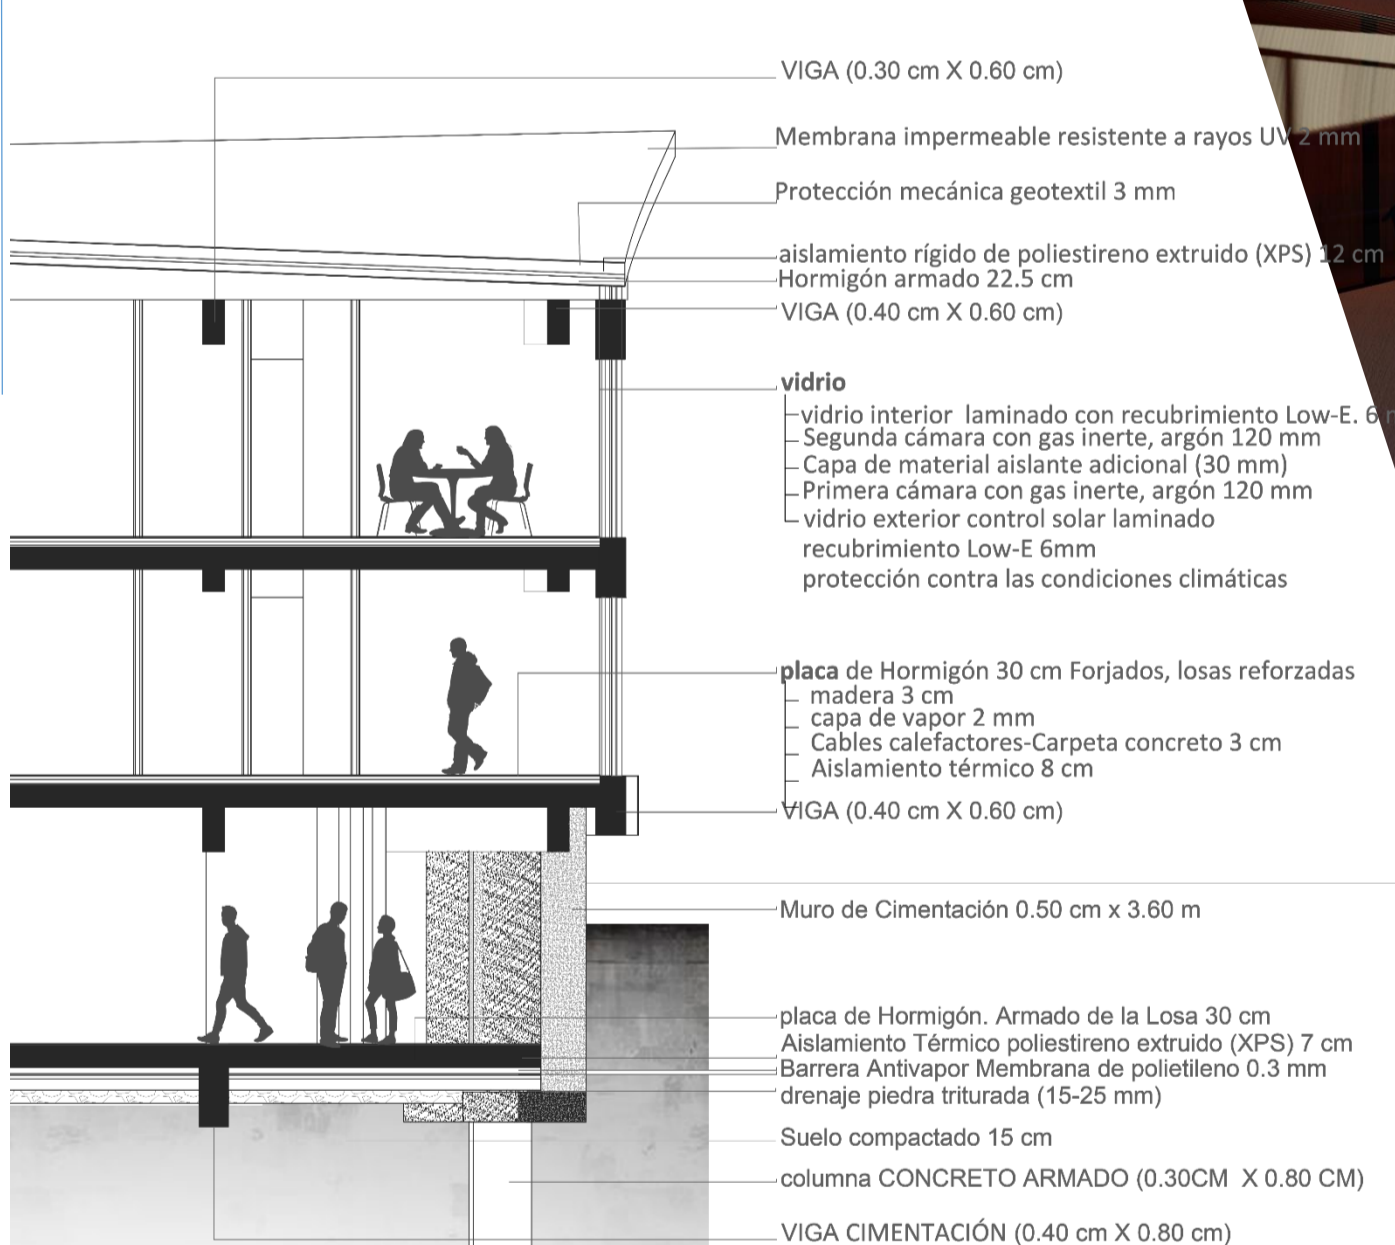 VIGA (0.30 cm X 0.60 cm)
Membrana impermeable resistente a rayos UV 2 mm
Protección mecánica geotextil 3 mm
aislamiento rígido de poliestireno extruido (XPS) 12 cm
Hormigón armado 22.5 cm
VIGA (0.40 cm X 0.60 cm)
vidrio
vidrio interior laminado con recubrimiento Low-E. 6
Segunda cámara con gas inerte, argón 120 mm
Capa de material aislante adicional (30 mm)
Primera cámara con gas inerte, argón 120 mm
vidrio exterior control solar laminado
recubrimiento Low-E 6mm
protección contra las condiciones climáticas
placa de Hormigón 30 cm Forjados, losas reforzadas
madera 3 cm
capa de vapor 2 mm
Cables calefactores-Carpeta concreto 3 cm
Aislamiento térmico 8 cm
VIGA (0.40 cm X 0.60 cm)
Muro de Cimentación 0.50 cm x 3.60 m
placa de Hormigón. Armado de la Losa 30 cm
Aislamiento Térmico poliestireno extruido (XPS) 7 cm
Barrera Antivapor Membrana de polietileno 0.3 mm
drenaje piedra triturada (15-25 mm)
Suelo compactado 15 cm
columna CONCRETO ARMADO (0.30CM X 0.80 CM)
VIGA CIMENTACIÓN (0.40 cm X 0.80 cm)